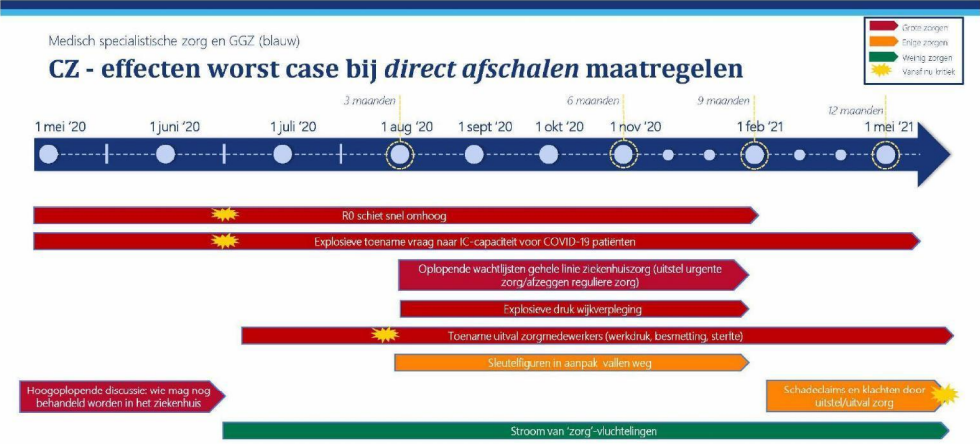 Medisch specialistische zorg en GGZ (blauw)
CZ - effecten worst case bij direct afschalen maatregelen
Grote zorgen
Enige zorgen
Weinig zorgen
Vanaf nu kritiek
3 maanden
6 maanden
9 maanden
12 maanden
1 mei '20
1 juni '20
1 juli '20
1 aug '20
1 sept '20
1 okt '20
1 nov '20
1 feb '21
1 mei '21
R0 schiet snel omhoog
Explosieve toename vraag naar IC-capaciteit voor COVID-19 patiënten
Oplopende wachtlijsten gehele linie ziekenhuiszorg (uitstel urgente
zorg/afzeggen reguliere zorg)
Explosieve druk wijkverpleging
Toename uitval zorgmedewerkers (werkdruk, besmetting, sterfte)
Sleutelfiguren in aanpak vallen weg
Hoogoplopende discussie: wie mag nog
behandeld worden in het ziekenhuis
Schadeclaims en klachten door
uitstel/uitval zorg
Stroom van 'zorg'-vluchtelingen